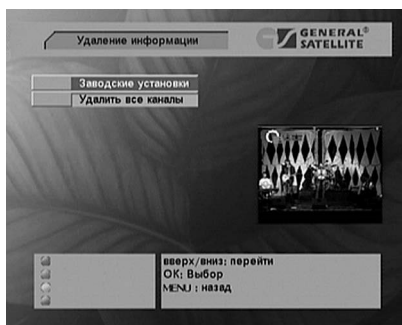 Удаление информации
GENERAL®
SATELLITE
Заводские установки
Удалить все каналы
вверх/вниз: перейти
OK: Выбор
MENU : назад